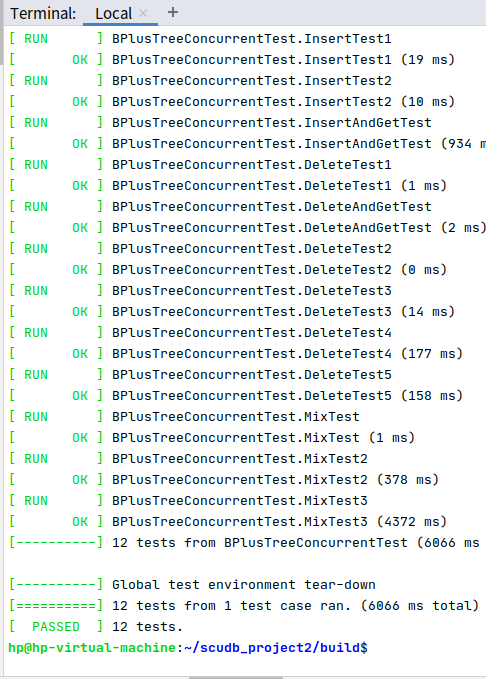 Terminal: Local × +
[ RUN      ] BPlusTreeConcurrentTest.InsertTest1
[       OK ] BPlusTreeConcurrentTest.InsertTest1 (19 ms)
[ RUN      ] BPlusTreeConcurrentTest.InsertTest2
[       OK ] BPlusTreeConcurrentTest.InsertTest2 (10 ms)
[ RUN      ] BPlusTreeConcurrentTest.InsertAndGetTest
[       OK ] BPlusTreeConcurrentTest.InsertAndGetTest (934 m
[ RUN      ] BPlusTreeConcurrentTest.DeleteTest1
[       OK ] BPlusTreeConcurrentTest.DeleteTest1 (1 ms)
[ RUN      ] BPlusTreeConcurrentTest.DeleteAndGetTest
[       OK ] BPlusTreeConcurrentTest.DeleteAndGetTest (2 ms)
[ RUN      ] BPlusTreeConcurrentTest.DeleteTest2
[       OK ] BPlusTreeConcurrentTest.DeleteTest2 (0 ms)
[ RUN      ] BPlusTreeConcurrentTest.DeleteTest3
[       OK ] BPlusTreeConcurrentTest.DeleteTest3 (14 ms)
[ RUN      ] BPlusTreeConcurrentTest.DeleteTest4
[       OK ] BPlusTreeConcurrentTest.DeleteTest4 (177 ms)
[ RUN      ] BPlusTreeConcurrentTest.DeleteTest5
[       OK ] BPlusTreeConcurrentTest.DeleteTest5 (158 ms)
[ RUN      ] BPlusTreeConcurrentTest.MixTest
[       OK ] BPlusTreeConcurrentTest.MixTest (1 ms)
[ RUN      ] BPlusTreeConcurrentTest.MixTest2
[       OK ] BPlusTreeConcurrentTest.MixTest2 (378 ms)
[ RUN      ] BPlusTreeConcurrentTest.MixTest3
[       OK ] BPlusTreeConcurrentTest.MixTest3 (4372 ms)
[----------] 12 tests from BPlusTreeConcurrentTest (6066 ms
[----------] Global test environment tear-down
[==========] 12 tests from 1 test case ran. (6066 ms total)
[  PASSED  ] 12 tests.
hp@hp-virtual-machine:~/scudb_project2/build$